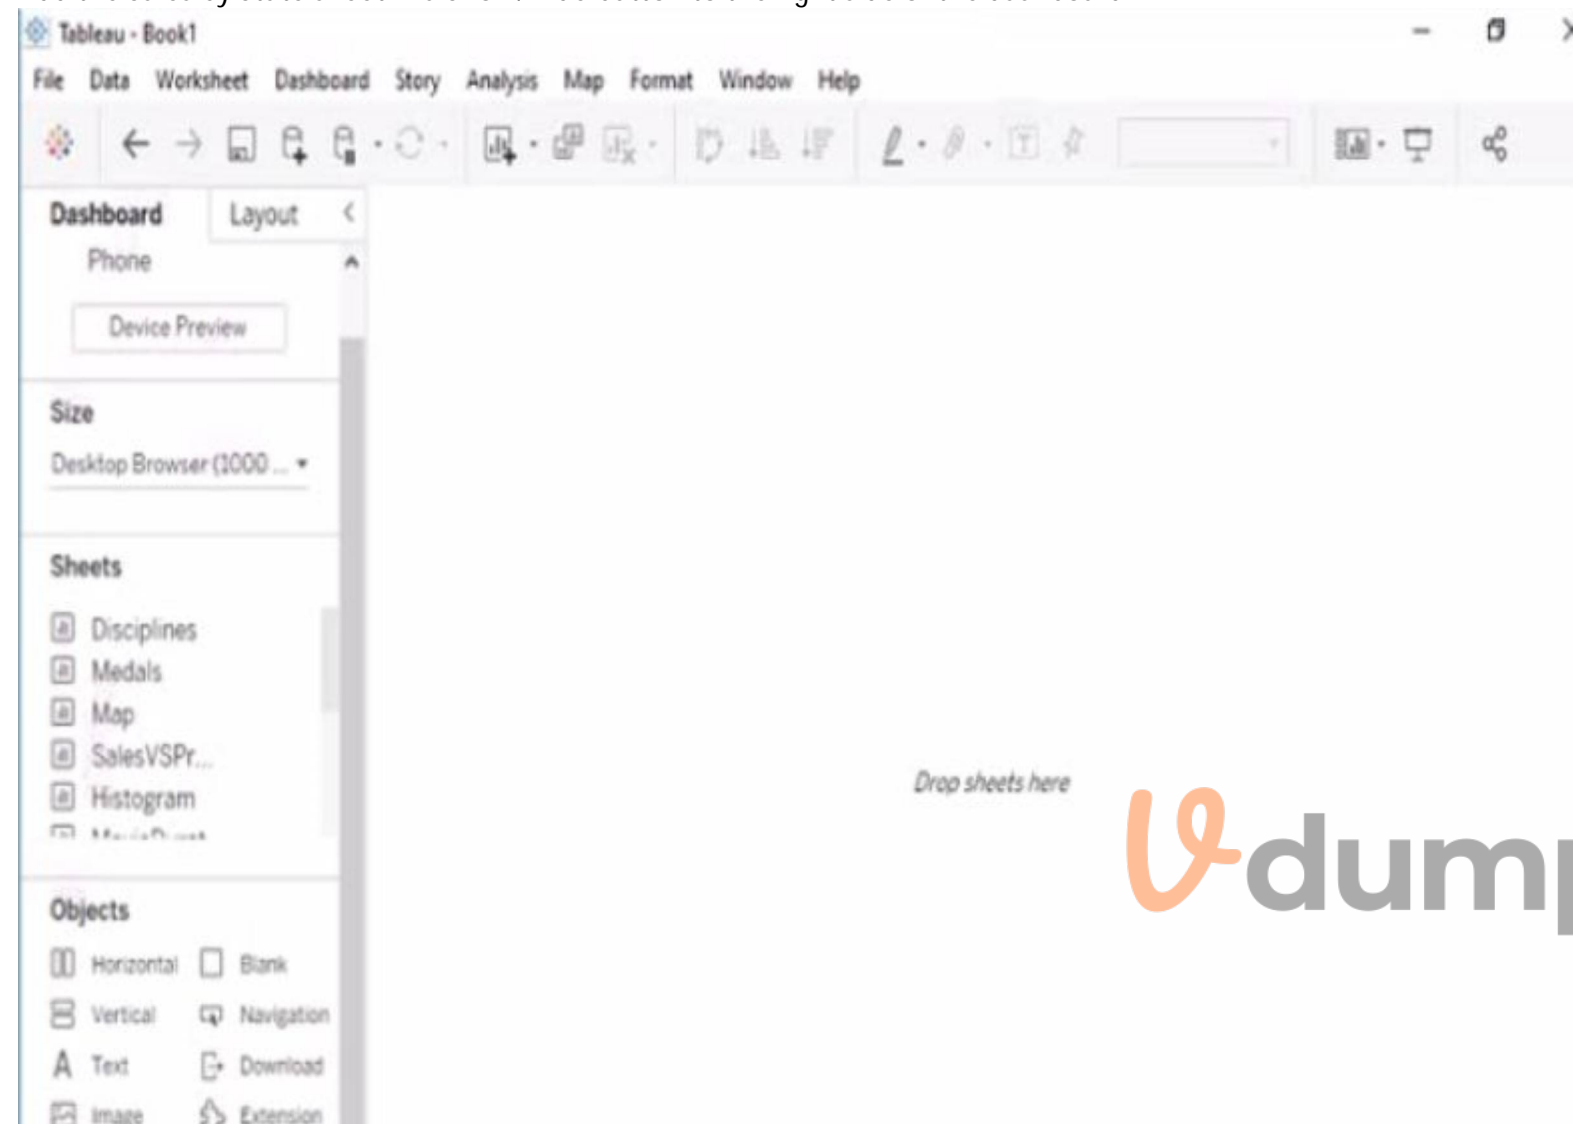 Tableau - Book1
File Data Worksheet Dashboard Story Analysis Map Format Window Help
Dashboard Layout
Phone
Device Preview
Size
Desktop Browser (1000 ...
Sheets
Disciplines
Medals
Map
SalesVSPr...
Histogram
Drop sheets here
Vdump
Objects
Horizontal Blank
Vertical Navigation
A Text Download
Image Extension